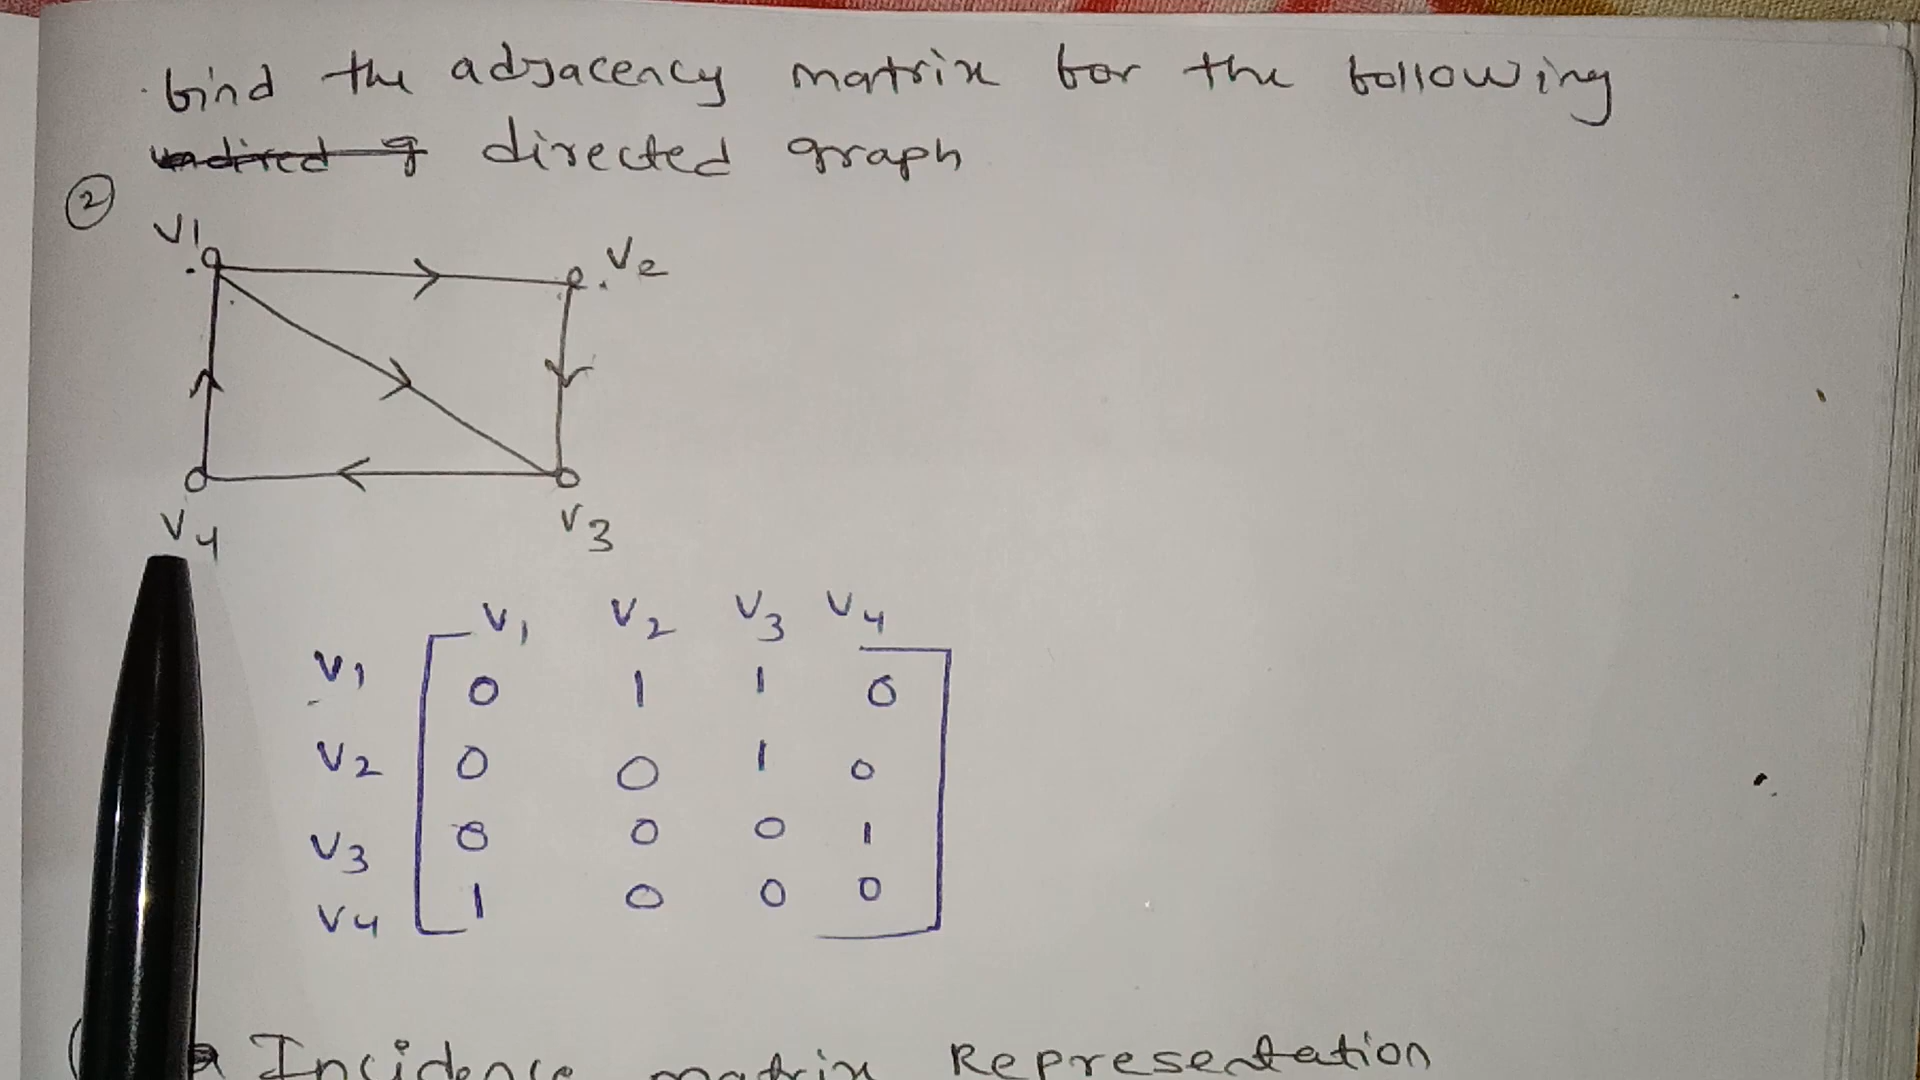 find the adjacency matrix for the following
directed graph
2
V1
V2
V4
V3
V1 V2 V3 V4
V1 0 1 1 0
V2 0 0 1 0
V3 0 0 0 1
V4 1 0 0 0
Incidence matrix Representation